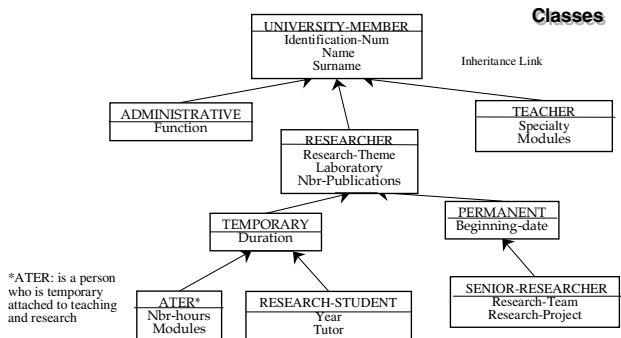 Classes
UNIVERSITY-MEMBER
Identification-Num
Name
Surname
Inheritance Link
ADMINISTRATIVE
Function
RESEARCHER
Research-Theme
Laboratory
Nbr-Publications
TEACHER
Specialty
Modules
TEMPORARY
Duration
PERMANENT
Beginning-date
*ATER: is a person
who is temporary
attached to teaching
and research
ATER*
Nbr-hours
Modules
RESEARCH-STUDENT
Year
Tutor
SENIOR-RESEARCHER
Research-Team
Research-Project